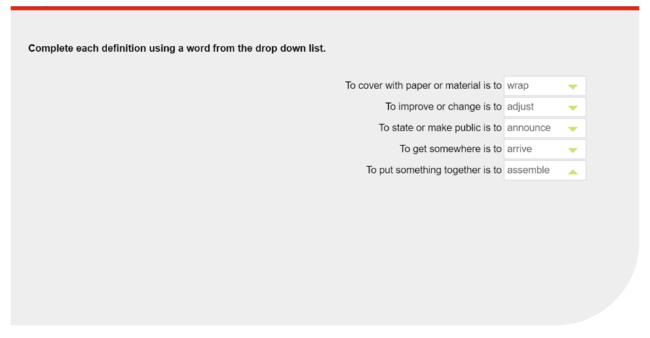 Complete each definition using a word from the drop down list.
To cover with paper or material is to wrap
To improve or change is to adjust
To state or make public is to announce
To get somewhere is to arrive
To put something together is to assemble